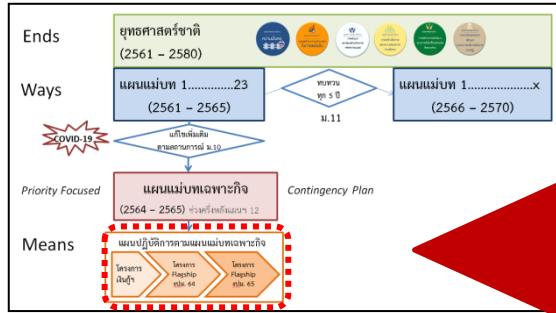 Ends
ยุทธศาสตร์ชาติ
(2561 – 2580)
Ways
แผนแม่บท 1.............23
(2561 – 2565)
ทบทวน
ทุก 5 ปี
ม.11
แผนแม่บท 1....................x
(2566 – 2570)
COVID-19
แก้ไขเพิ่มเติม
ตามสถานการณ์ ม.10
Priority Focused
แผนแม่บทเฉพาะกิจ
(2564 – 2565) ช่วงครึ่งหลังแผนฯ 12
Contingency Plan
Means
แผนปฏิบัติการตามแผนแม่บทเฉพาะกิจ
โครงการ
เงินกู้ฯ
โครงการ
Flagship
งปม. 64
โครงการ
Flagship
งปม. 65